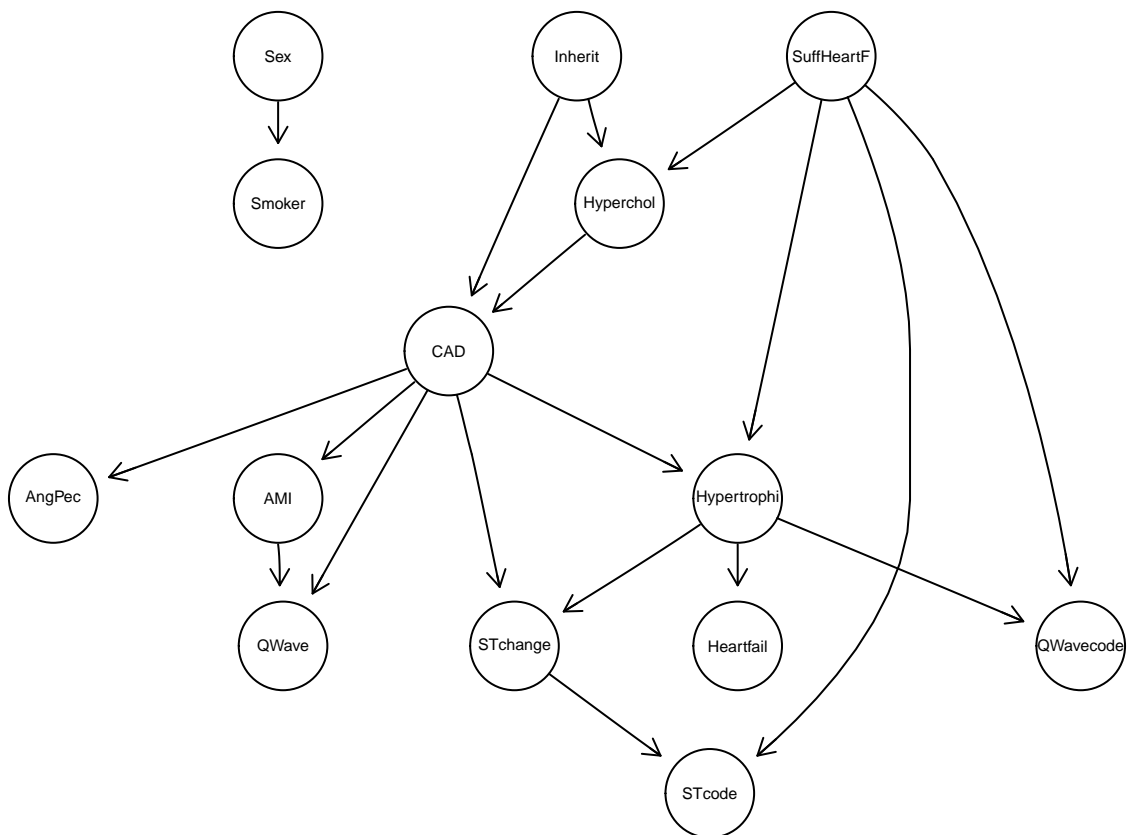 Sex
Inherit
SuffHeartF
Smoker
Hyperchol
CAD
AngPec
AMI
Hypertrophi
QWave
STchange
Heartfail
QWavecode
STcode